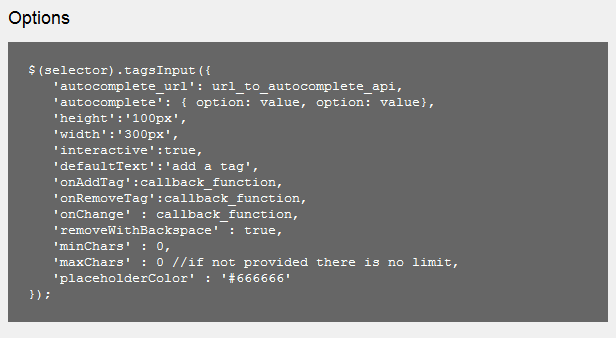 Options
$(selector).tagsInput({
'autocomplete_url': url_to_autocomplete_api,
'autocomplete': { option: value, option: value},
'height':'100px',
'width':'300px',
'interactive':true,
'defaultText':'add a tag',
'onAddTag':callback_function,
'onRemoveTag':callback_function,
'onChange' : callback_function,
'removeWithBackspace' : true,
'minChars' : 0,
'maxChars' : 0 //if not provided there is no limit,
'placeholderColor' : '#666666'
});